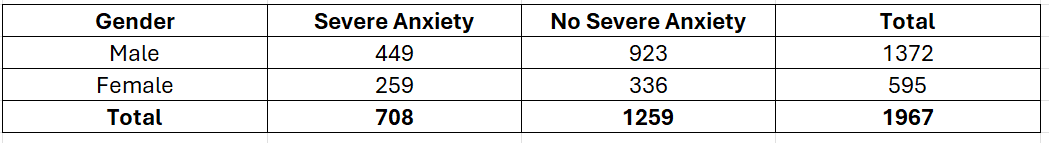 Gender Severe Anxiety No Severe Anxiety Total
Male 449 923 1372
Female 259 336 595
Total 708 1259 1967